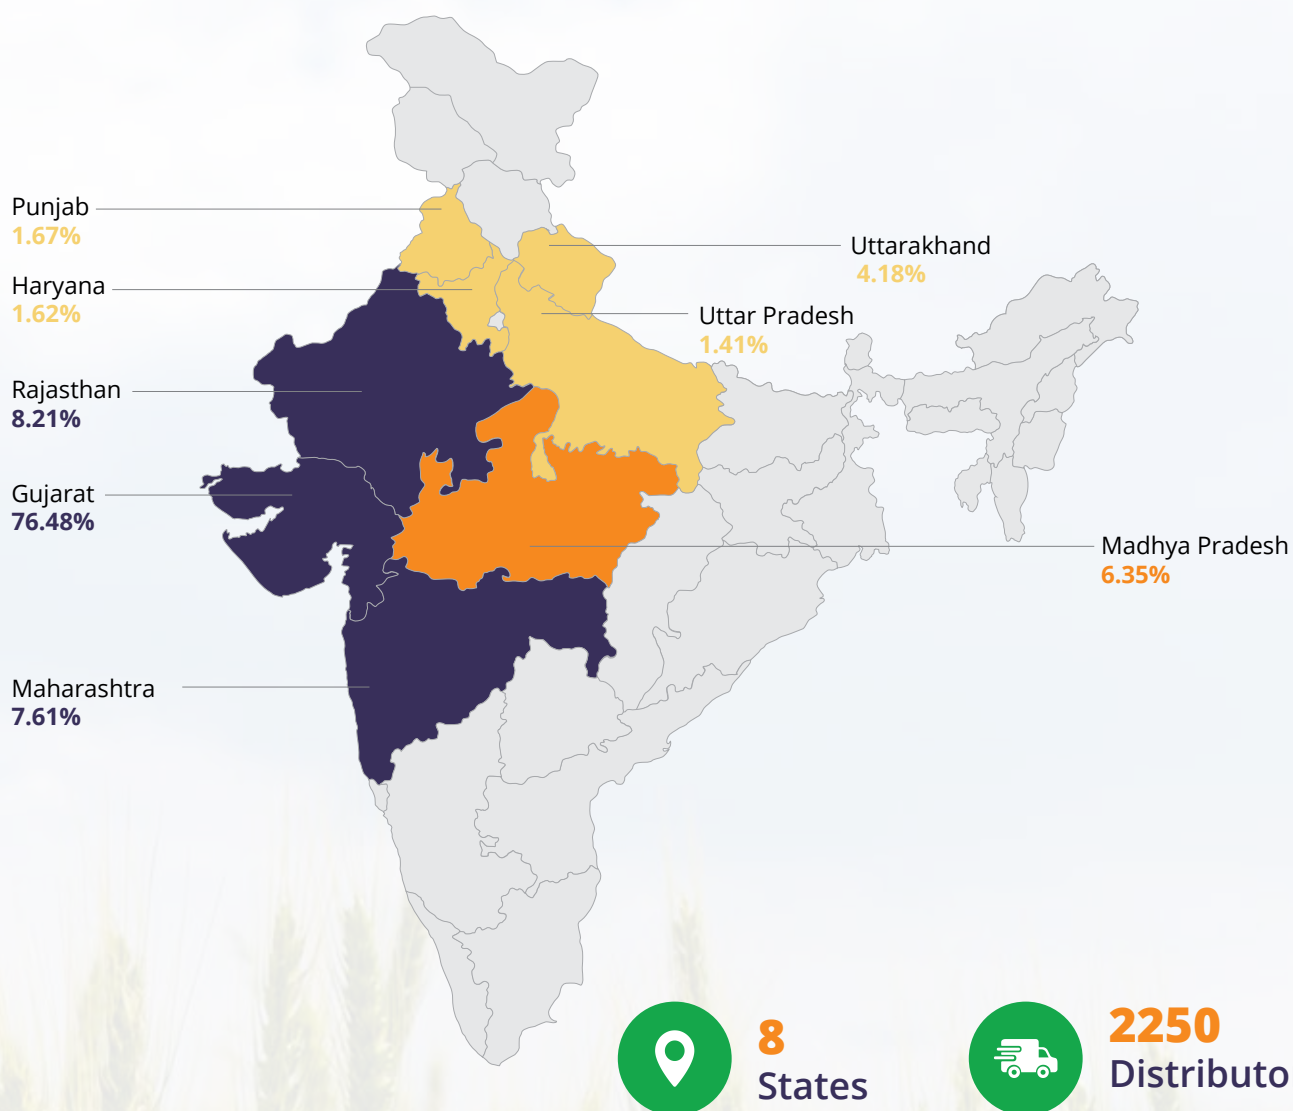 Punjab
1.67%
Haryana
1.62%
Rajasthan
8.21%
Gujarat
76.48%
Maharashtra
7.61%
Uttarakhand
4.18%
Uttar Pradesh
1.41%
Madhya Pradesh
6.35%
8
States
2250
Distributo